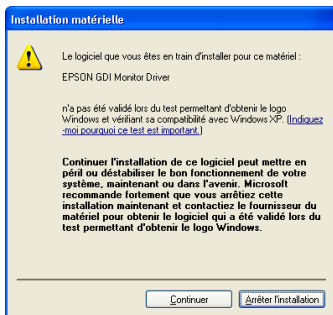 Installation matérielle
Le logiciel que vous êtes en train d'installer pour ce matériel :
EPSON GDI Monitor Driver
n'a pas été validé lors du test permettant d'obtenir le logo
Windows et vérifiant sa compatibilité avec Windows XP. (Indiquez
-moi pourquoi ce test est important.)
Continuer l'installation de ce logiciel peut mettre en
péril ou déstabiliser le bon fonctionnement de votre
système, maintenant ou dans l'avenir. Microsoft
recommande fortement que vous arrêtiez cette
installation maintenant et contactiez le fournisseur du
matériel pour obtenir le logiciel qui a été validé lors du
test permettant d'obtenir le logo Windows.
Continuer
Arrêter l'installation